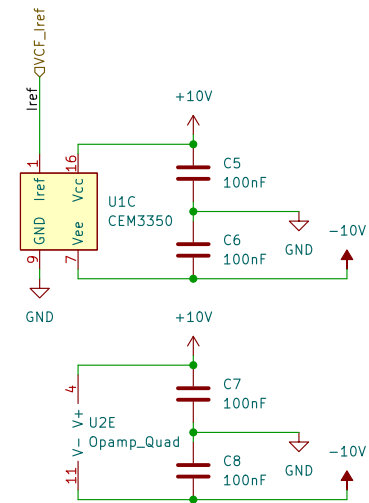 VCF_Iref
Iref
+10V
1
16
Iref
Vcc
C5
100nF
U1C
CEM3350
GND
Vee
C6
100nF
GND
-10V
9
7
GND
+10V
4
C7
100nF
V+
U2E
Opamp_Quad
V-
C8
100nF
GND
-10V
11